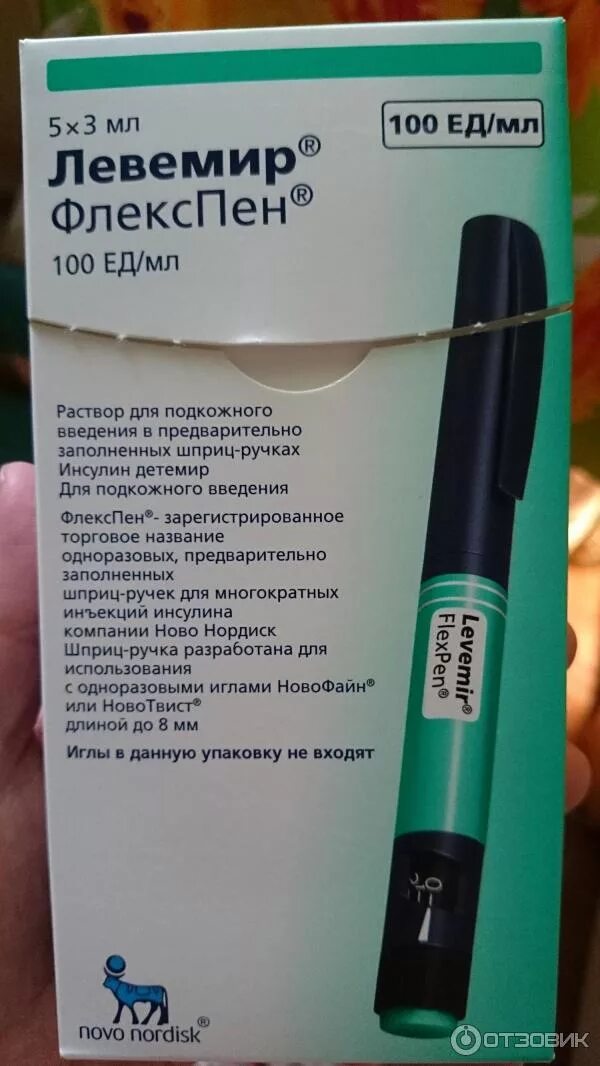 5×3 мл
100 ЕД/мл
Левемир®
ФлексПен®
100 ЕД/мл
Раствор для подкожного
введения в предварительно
заполненных шприц-ручках
Инсулин детемир
Для подкожного введения
ФлексПен®- зарегистрированное
торговое название
одноразовых, предварительно
заполненных
шприц-ручек для многократных
инъекций инсулина
компании Ново Нордиск
Шприц-ручка разработана для
использования
с одноразовыми иглами НовоФайн®
или НовоТвист®
длиной до 8 мм
Иглы в данную упаковку не входят
Levemir®
FlexPen®
novo nordisk®
ОТЗОВИК